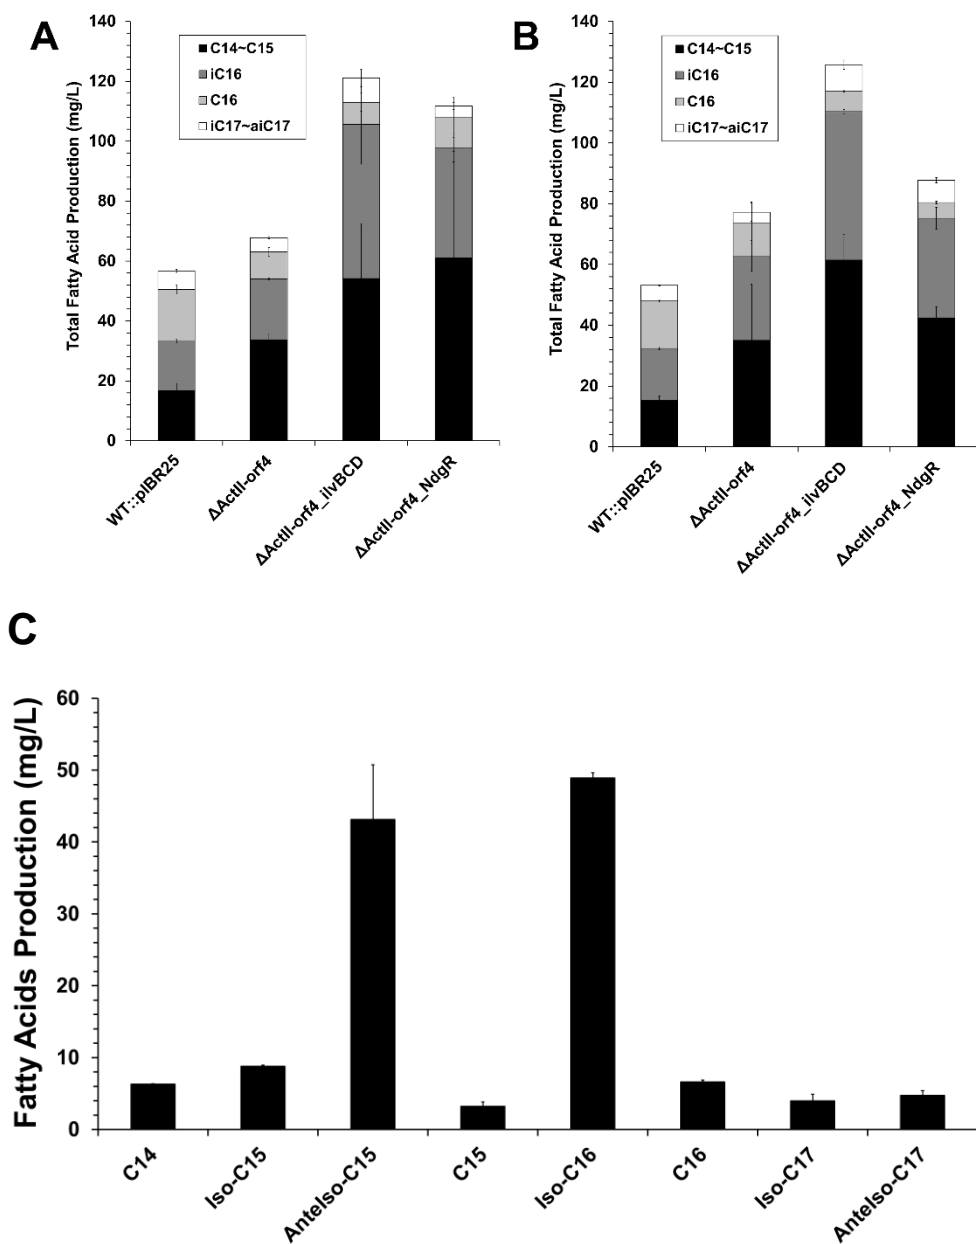 A
Total Fatty Acid Production (mg/L)
140
120
100
80
60
40
20
0
C14~C15
iC16
C16
iC17~aiC17
WT::pIBR25
ΔActII-orf4
ΔActII-orf4_ilvBCD
ΔActII-orf4_NdgR
B
Total Fatty Acid Production (mg/L)
140
120
100
80
60
40
20
0
C14~C15
iC16
C16
iC17~aiC17
WT::pIBR25
ΔActII-orf4
ΔActII-orf4_ilvBCD
ΔActII-orf4_NdgR
C
Fatty Acids Production (mg/L)
60
50
40
30
20
10
0
C14
Iso-C15
AnteIso-C15
C15
Iso-C16
C16
Iso-C17
AnteIso-C17